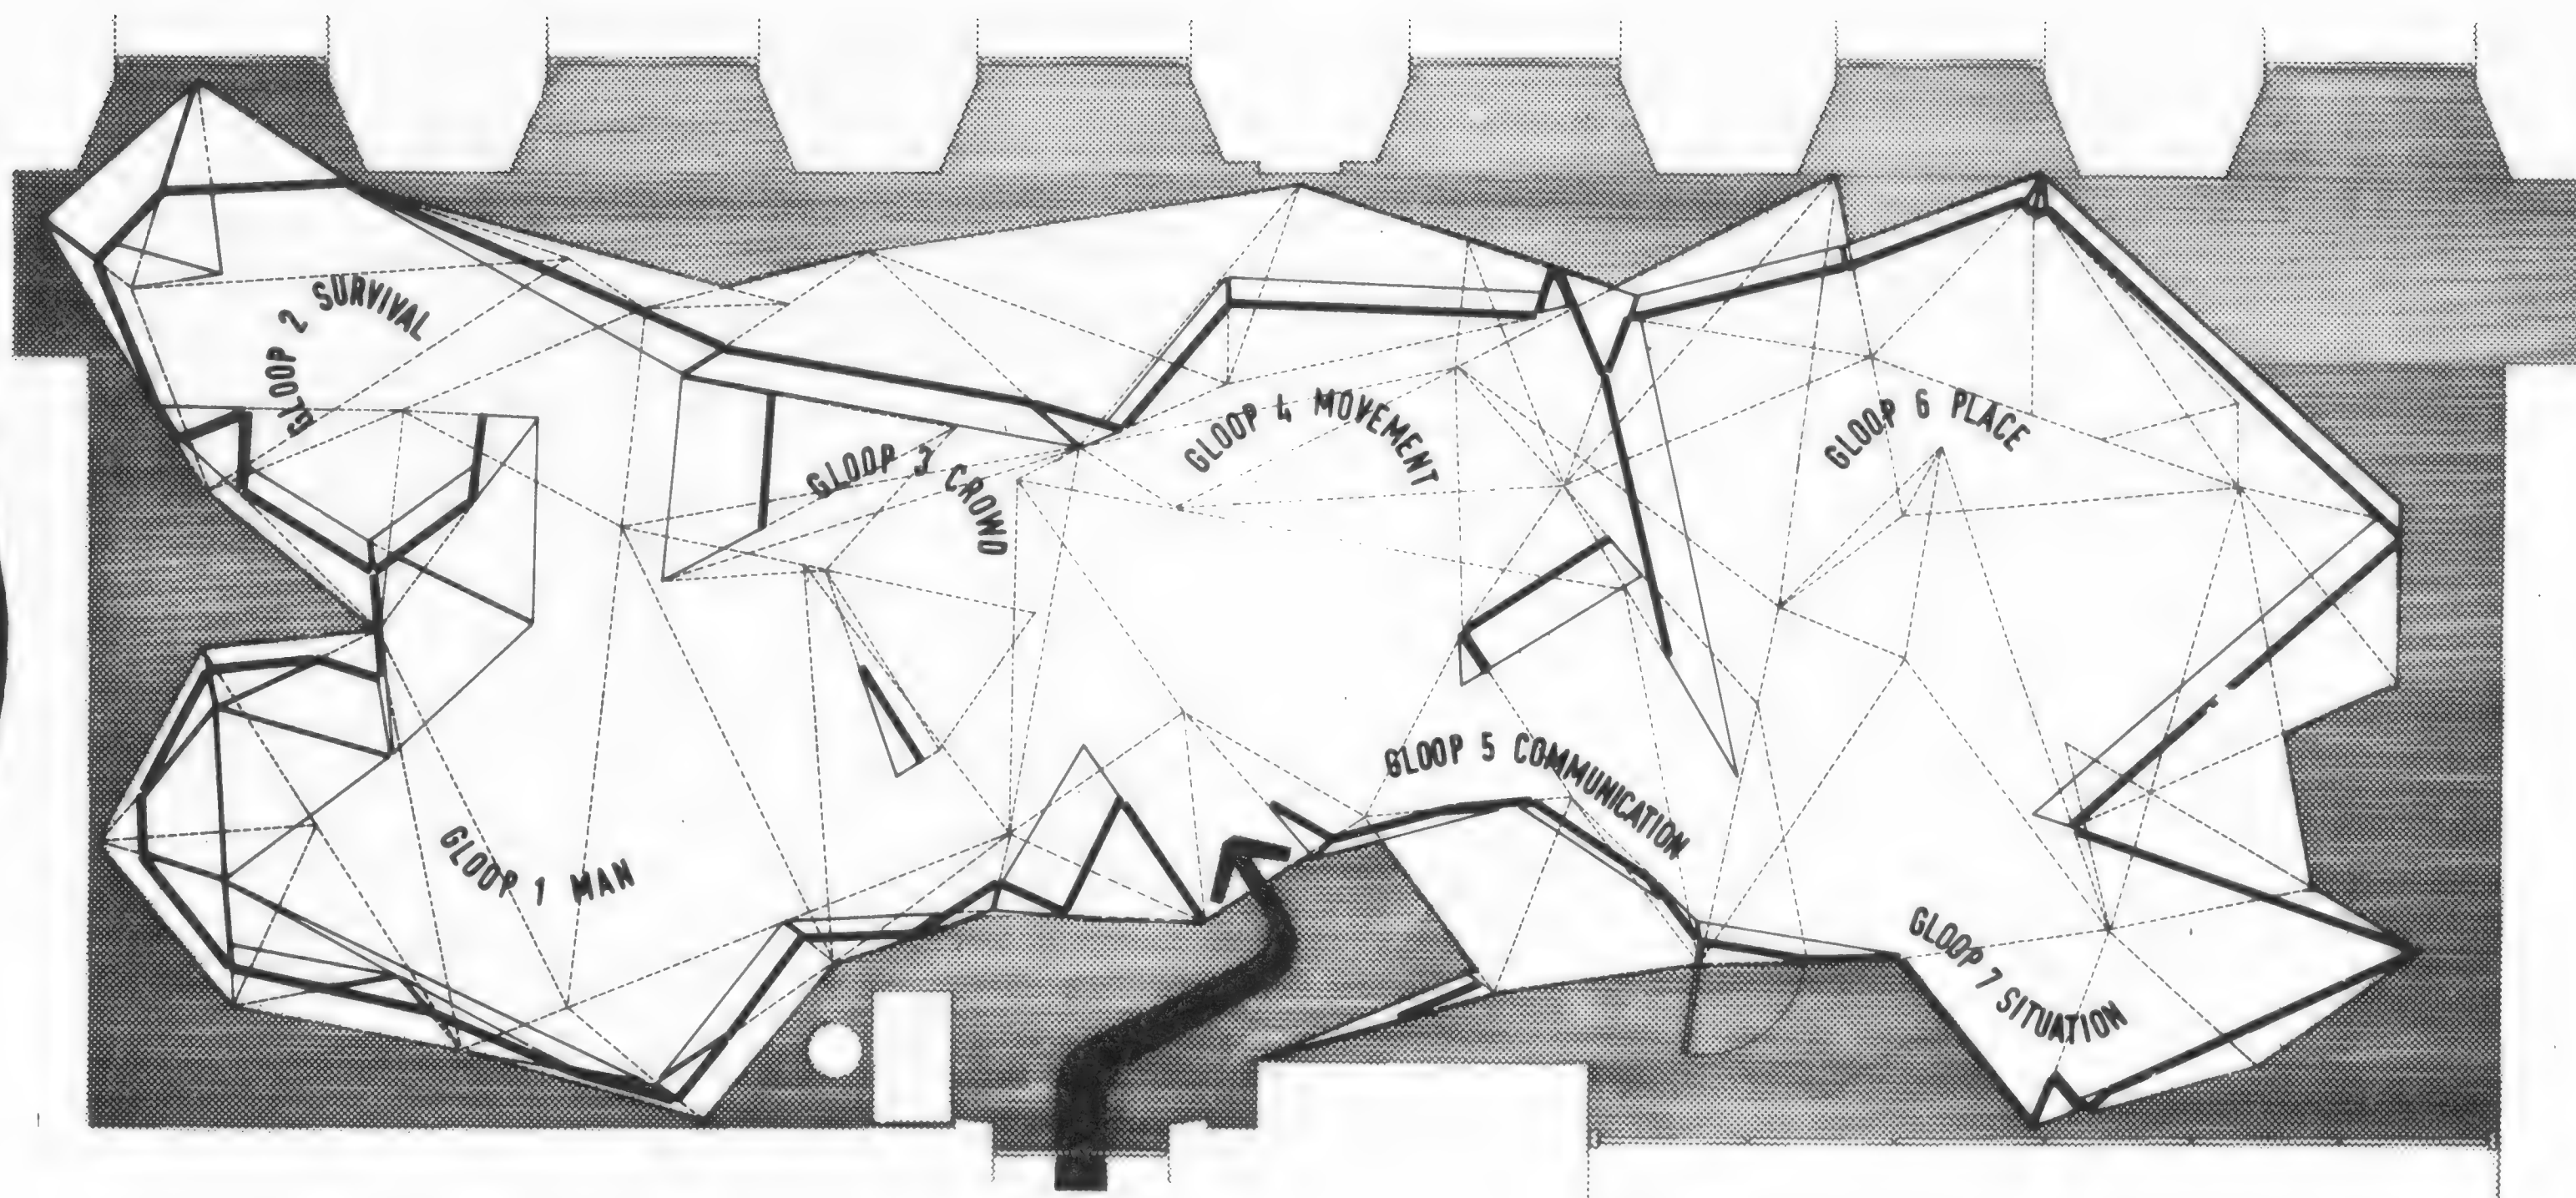 GLOOP 2 SURVIVAL
GLOOP 3 CROWD
GLOOP 4 MOVEMENT
GLOOP 6 PLACE
GLOOP 5 COMMUNICATION
GLOOP 1 MAN
GLOOP 7 SITUATION